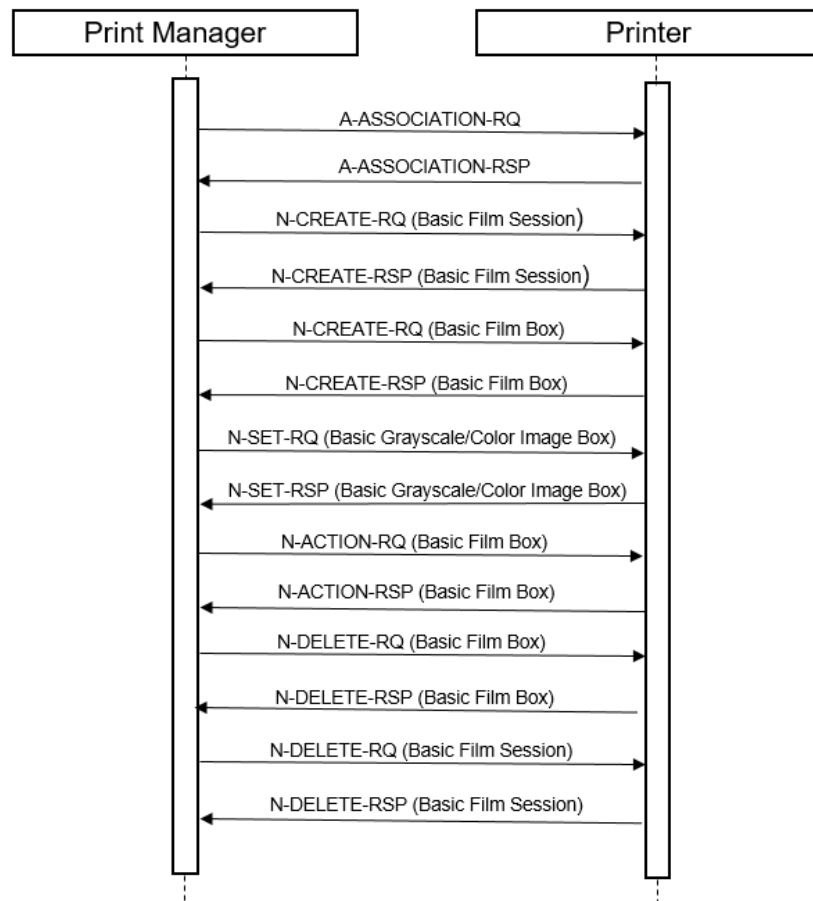 Print Manager
Printer
A-ASSOCIATION-RQ
A-ASSOCIATION-RSP
N-CREATE-RQ (Basic Film Session)
N-CREATE-RSP (Basic Film Session)
N-CREATE-RQ (Basic Film Box)
N-CREATE-RSP (Basic Film Box)
N-SET-RQ (Basic Grayscale/Color Image Box)
N-SET-RSP (Basic Grayscale/Color Image Box)
N-ACTION-RQ (Basic Film Box)
N-ACTION-RSP (Basic Film Box)
N-DELETE-RQ (Basic Film Box)
N-DELETE-RSP (Basic Film Box)
N-DELETE-RQ (Basic Film Session)
N-DELETE-RSP (Basic Film Session)